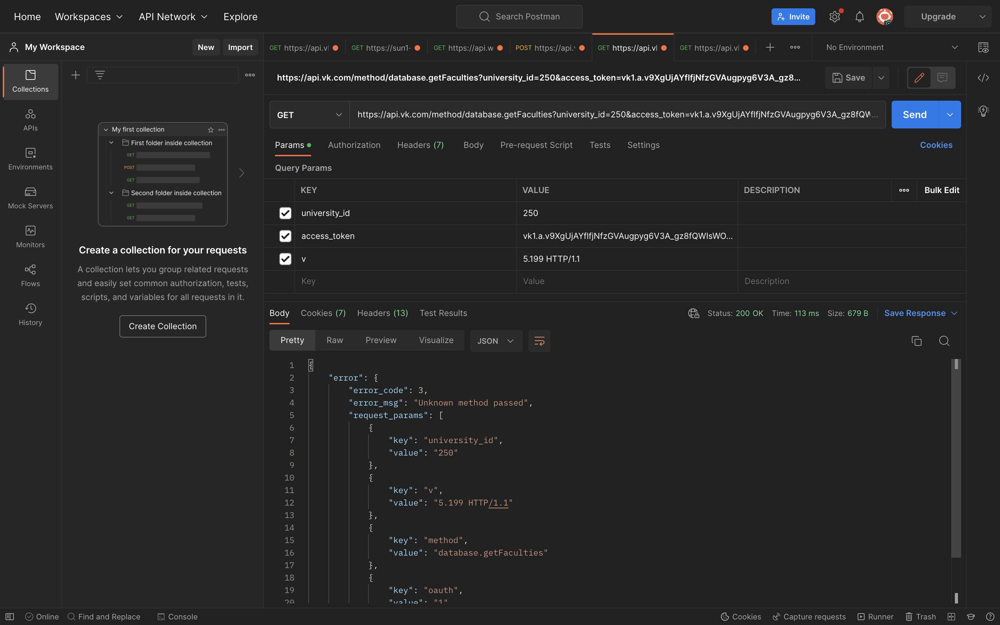 Home Workspaces API Network Explore Search Postman Invite Upgrade
My Workspace New Import GET https://api.vl GET https://sun1- GET https://api.w POST https://api.v GET https://api.vl GET https://api.vl No Environment
Collections
APIs
Environments
Mock Servers
Monitors
Flows
History
My first collection
First folder inside collection
GET
POST
GET
Second folder inside collection
GET
GET
Create a collection for your requests
A collection lets you group related requests
and easily set common authorization, tests,
scripts, and variables for all requests in it.
Create Collection
https://api.vk.com/method/database.getFaculties?university_id=250&access_token=vk1.a.v9XgUjAYflfjNfzGVAugpyg6V3A_gz8... Save
GET https://api.vk.com/method/database.getFaculties?university_id=250&access_token=vk1.a.v9XgUjAYflfjNfzGVAugpyg6V3A_gz8fQW... Send
Params Authorization Headers (7) Body Pre-request Script Tests Settings Cookies
Query Params
KEY VALUE DESCRIPTION Bulk Edit
university_id 250
access_token vk1.a.v9XgUjAYflfjNfzGVAugpyg6V3A_gz8fQWIsWO...
v 5.199 HTTP/1.1
Key Value Description
Body Cookies (7) Headers (13) Test Results Status: 200 OK Time: 113 ms Size: 679 B Save Response
Pretty Raw Preview Visualize JSON
1 {
2 "error": {
3 "error_code": 3,
4 "error_msg": "Unknown method passed",
5 "request_params": [
6 {
7 "key": "university_id",
8 "value": "250"
9 },
10 {
11 "key": "v",
12 "value": "5.199 HTTP/1.1"
13 },
14 {
15 "key": "method",
16 "value": "database.getFaculties"
17 },
18 {
19 "key": "oauth",
20 "value": "1"
Online Find and Replace Console Cookies Capture requests Runner Trash